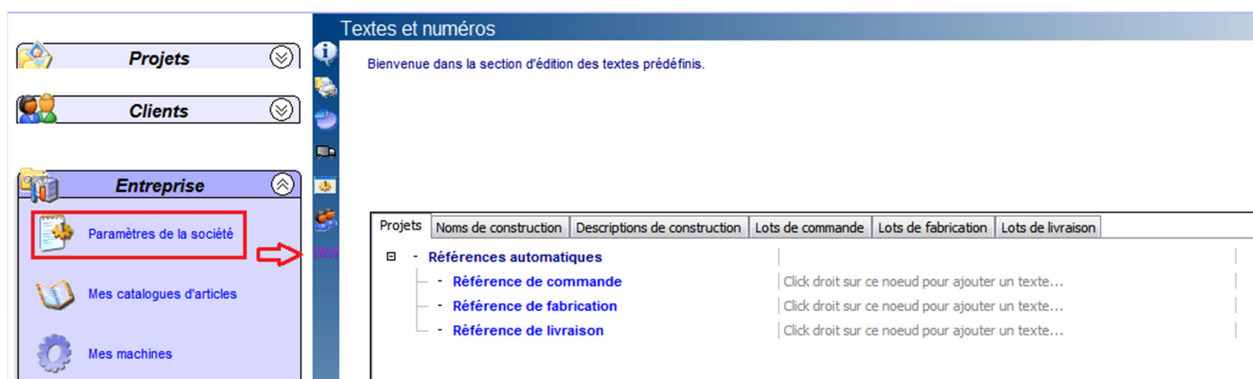 Textes et numéros
Projets
Bienvenue dans la section d'édition des textes prédéfinis.
Clients
Entreprise
Paramètres de la société
Mes catalogues d'articles
Mes machines
Projets Noms de construction Descriptions de construction Lots de commande Lots de fabrication Lots de livraison
Références automatiques
Référence de commande Click droit sur ce noeud pour ajouter un texte...
Référence de fabrication Click droit sur ce noeud pour ajouter un texte...
Référence de livraison Click droit sur ce noeud pour ajouter un texte...